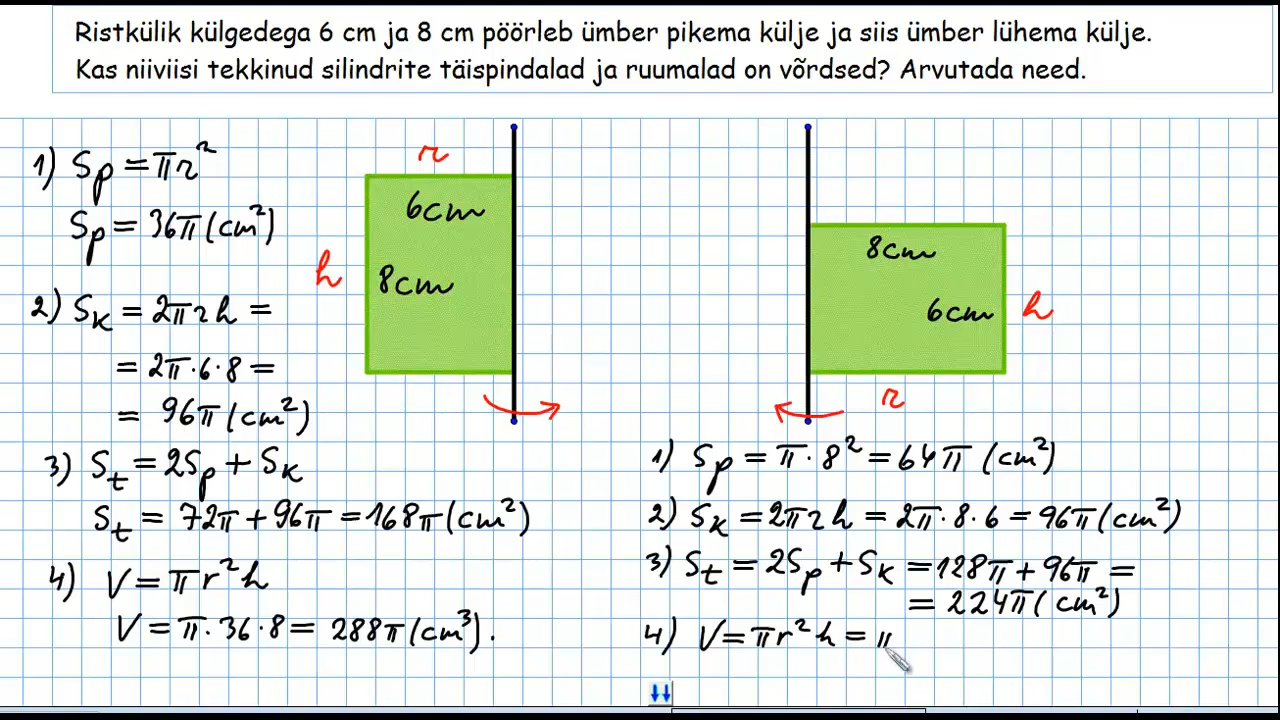 Ristkülik külgedega 6 cm ja 8 cm pöörleb ümber pikema külje ja siis ümber lühema külje.
Kas niiviisi tekkinud silindrite täispindalad ja ruumalad on võrdsed? Arvutada need.
1) Sp = πr²
Sp = 36π (cm²)
2) Sk = 2πrh =
= 2π·6·8 =
= 96π (cm²)
3) St = 2Sp + Sk
St = 72π + 96π = 168π (cm²)
4) V = πr²h
V = π·36·8 = 288π (cm³).
r
6cm
h
8cm
8cm
6cm
h
r
1) Sp = π·8² = 64π (cm²)
2) Sk = 2πrh = 2π·8·6 = 96π (cm²)
3) St = 2Sp + Sk = 128π + 96π =
= 224π (cm²)
4) V = πr²h = π